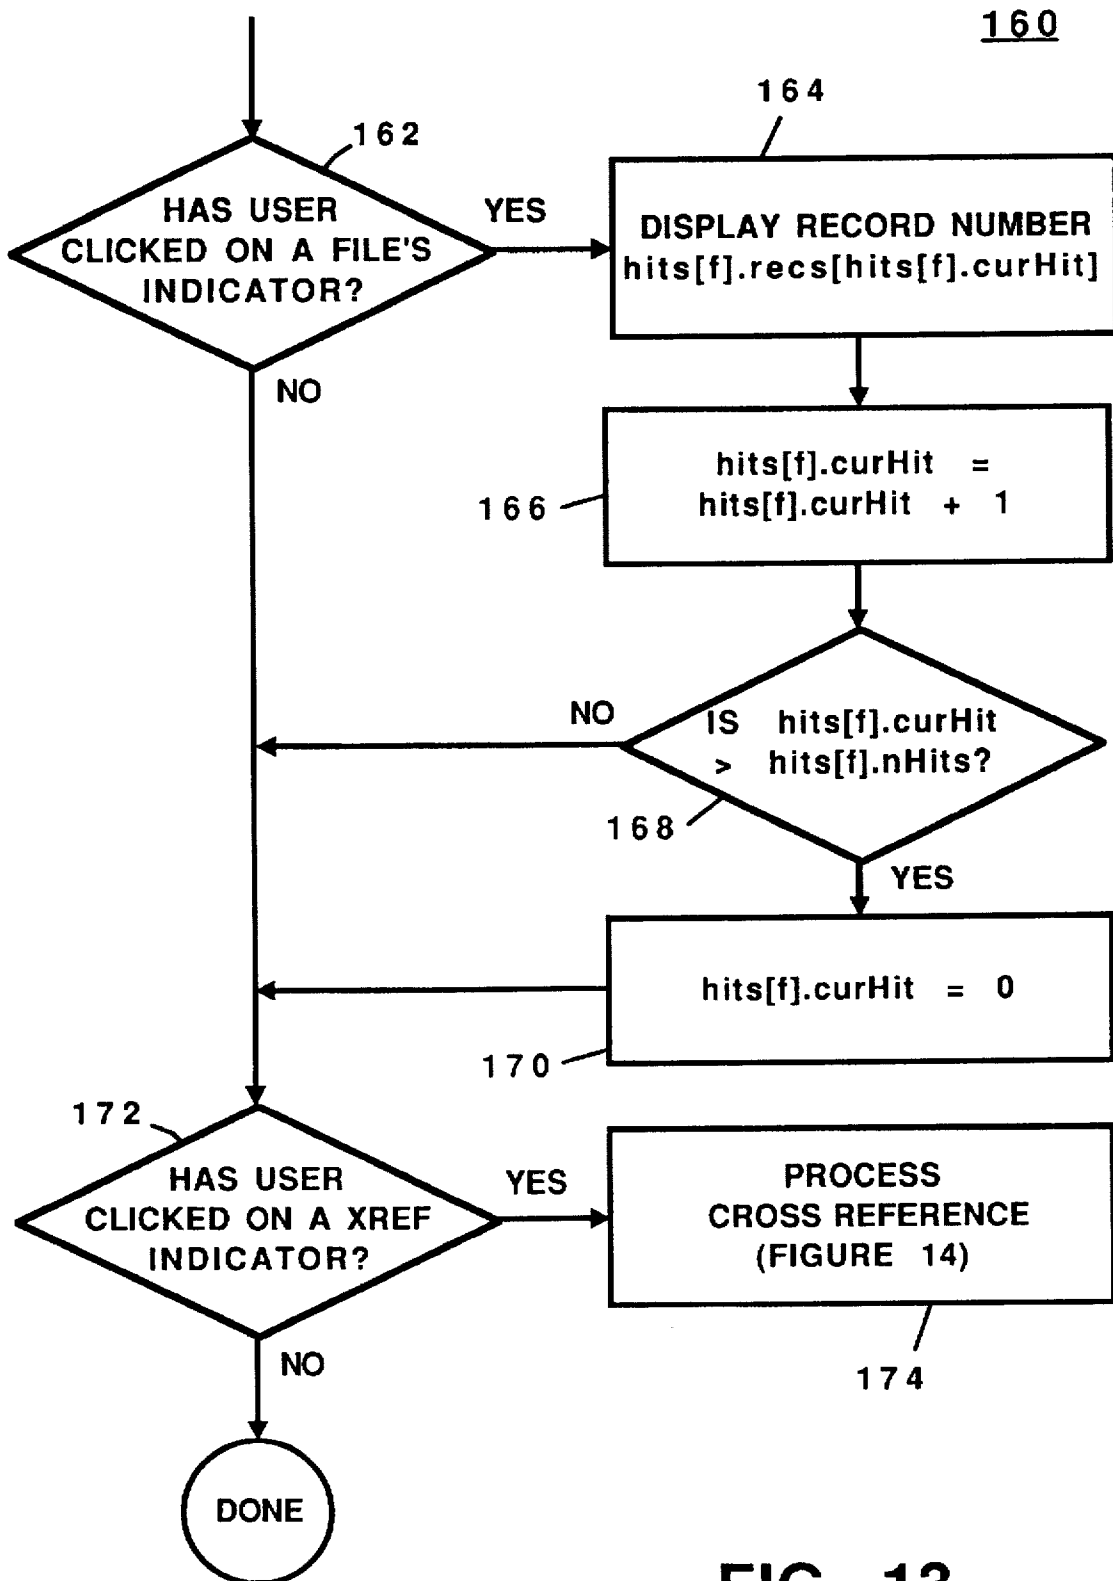 160
164
162
HAS USER
CLICKED ON A FILE'S
INDICATOR?
YES
DISPLAY RECORD NUMBER
hits[f].recs[hits[f].curHit]
NO
hits[f].curHit =
hits[f].curHit + 1
166
NO
IS hits[f].curHit
> hits[f].nHits?
168
YES
hits[f].curHit = 0
170
172
HAS USER
CLICKED ON A XREF
INDICATOR?
YES
PROCESS
CROSS REFERENCE
(FIGURE 14)
NO
174
DONE
FIG. 13